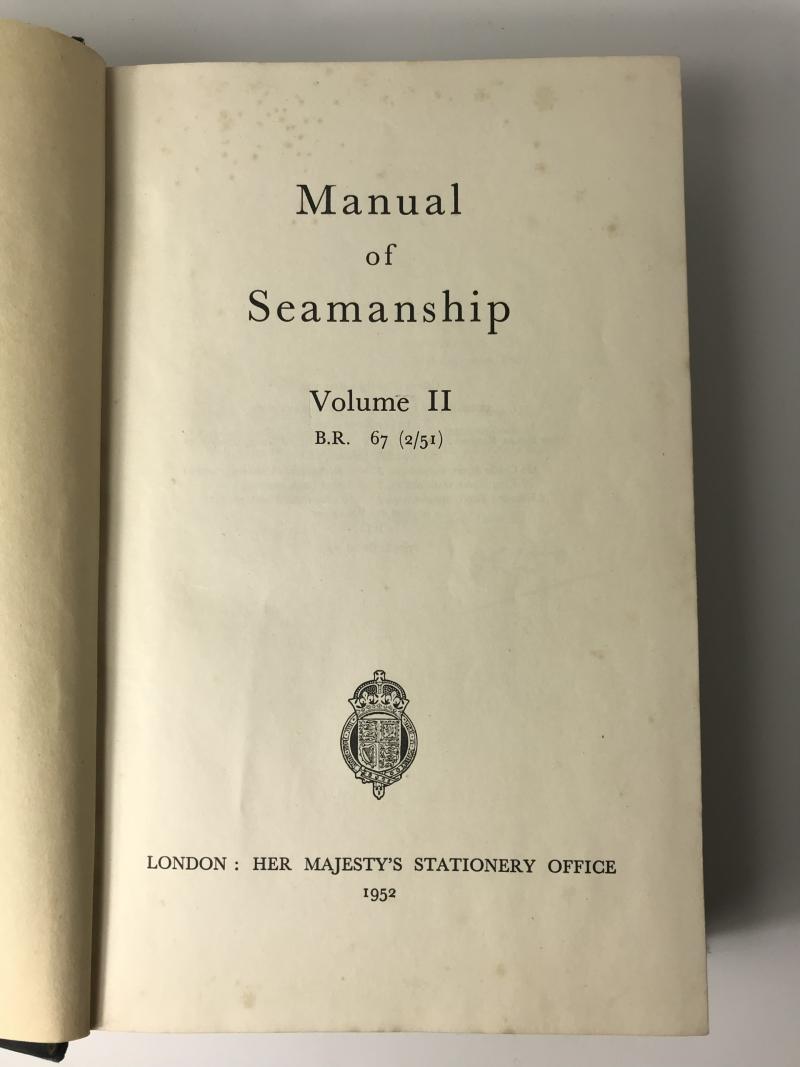 Manual
of
Seamanship
Volume II
B.R. 67 (2/51)
LONDON : HER MAJESTY'S STATIONERY OFFICE
1952